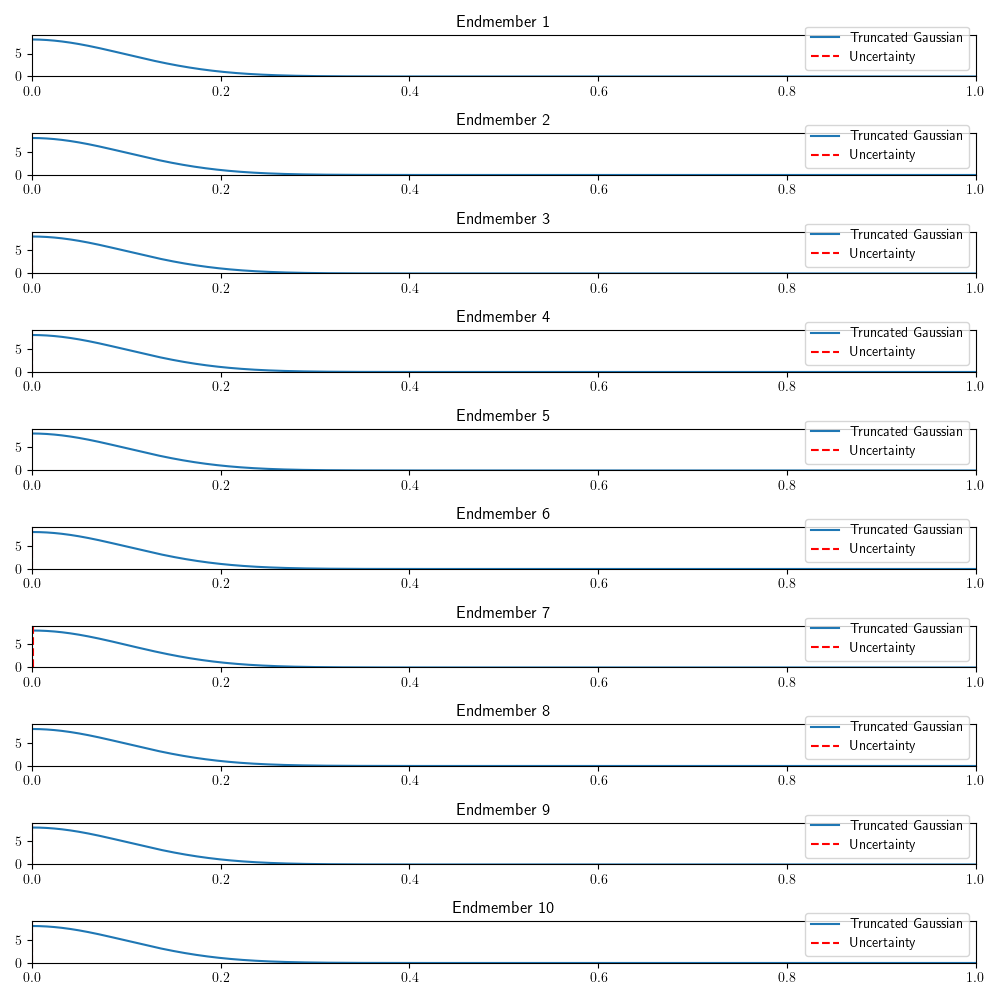 Endmember 1
Truncated Gaussian
Uncertainty
5
0
0.0 0.2 0.4 0.6 0.8 1.0
Endmember 2
Truncated Gaussian
Uncertainty
5
0
0.0 0.2 0.4 0.6 0.8 1.0
Endmember 3
Truncated Gaussian
Uncertainty
5
0
0.0 0.2 0.4 0.6 0.8 1.0
Endmember 4
Truncated Gaussian
Uncertainty
5
0
0.0 0.2 0.4 0.6 0.8 1.0
Endmember 5
Truncated Gaussian
Uncertainty
5
0
0.0 0.2 0.4 0.6 0.8 1.0
Endmember 6
Truncated Gaussian
Uncertainty
5
0
0.0 0.2 0.4 0.6 0.8 1.0
Endmember 7
Truncated Gaussian
Uncertainty
5
0
0.0 0.2 0.4 0.6 0.8 1.0
Endmember 8
Truncated Gaussian
Uncertainty
5
0
0.0 0.2 0.4 0.6 0.8 1.0
Endmember 9
Truncated Gaussian
Uncertainty
5
0
0.0 0.2 0.4 0.6 0.8 1.0
Endmember 10
Truncated Gaussian
Uncertainty
5
0
0.0 0.2 0.4 0.6 0.8 1.0